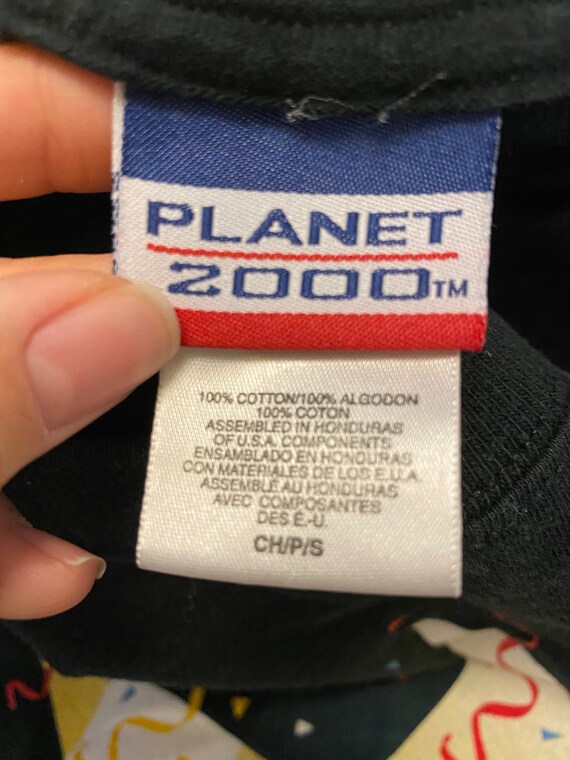 PLANET
2000™
100% COTTON/100% ALGODON
100% COTON
ASSEMBLED IN HONDURAS
OF U.S.A. COMPONENTS
ENSAMBLADO EN HONDURAS
CON MATERIALES DE LOS E.U.A.
ASSEMBLÉ AU HONDURAS
AVEC COMPOSANTES
DES É.-U.
CH/P/S